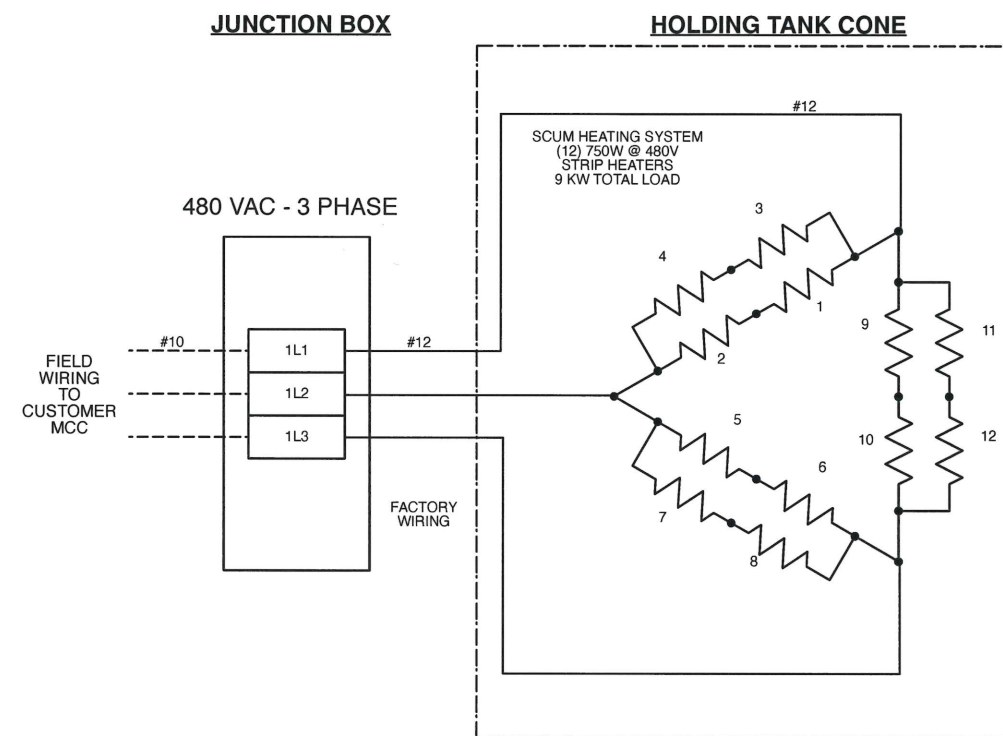 JUNCTION BOX
HOLDING TANK CONE
#12
SCUM HEATING SYSTEM
(12) 750W @ 480V
STRIP HEATERS
9 KW TOTAL LOAD
480 VAC - 3 PHASE
3
4
1
2
9
11
#10
1L1
#12
FIELD
WIRING
TO
CUSTOMER
MCC
1L2
1L3
5
6
10
12
7
8
FACTORY
WIRING